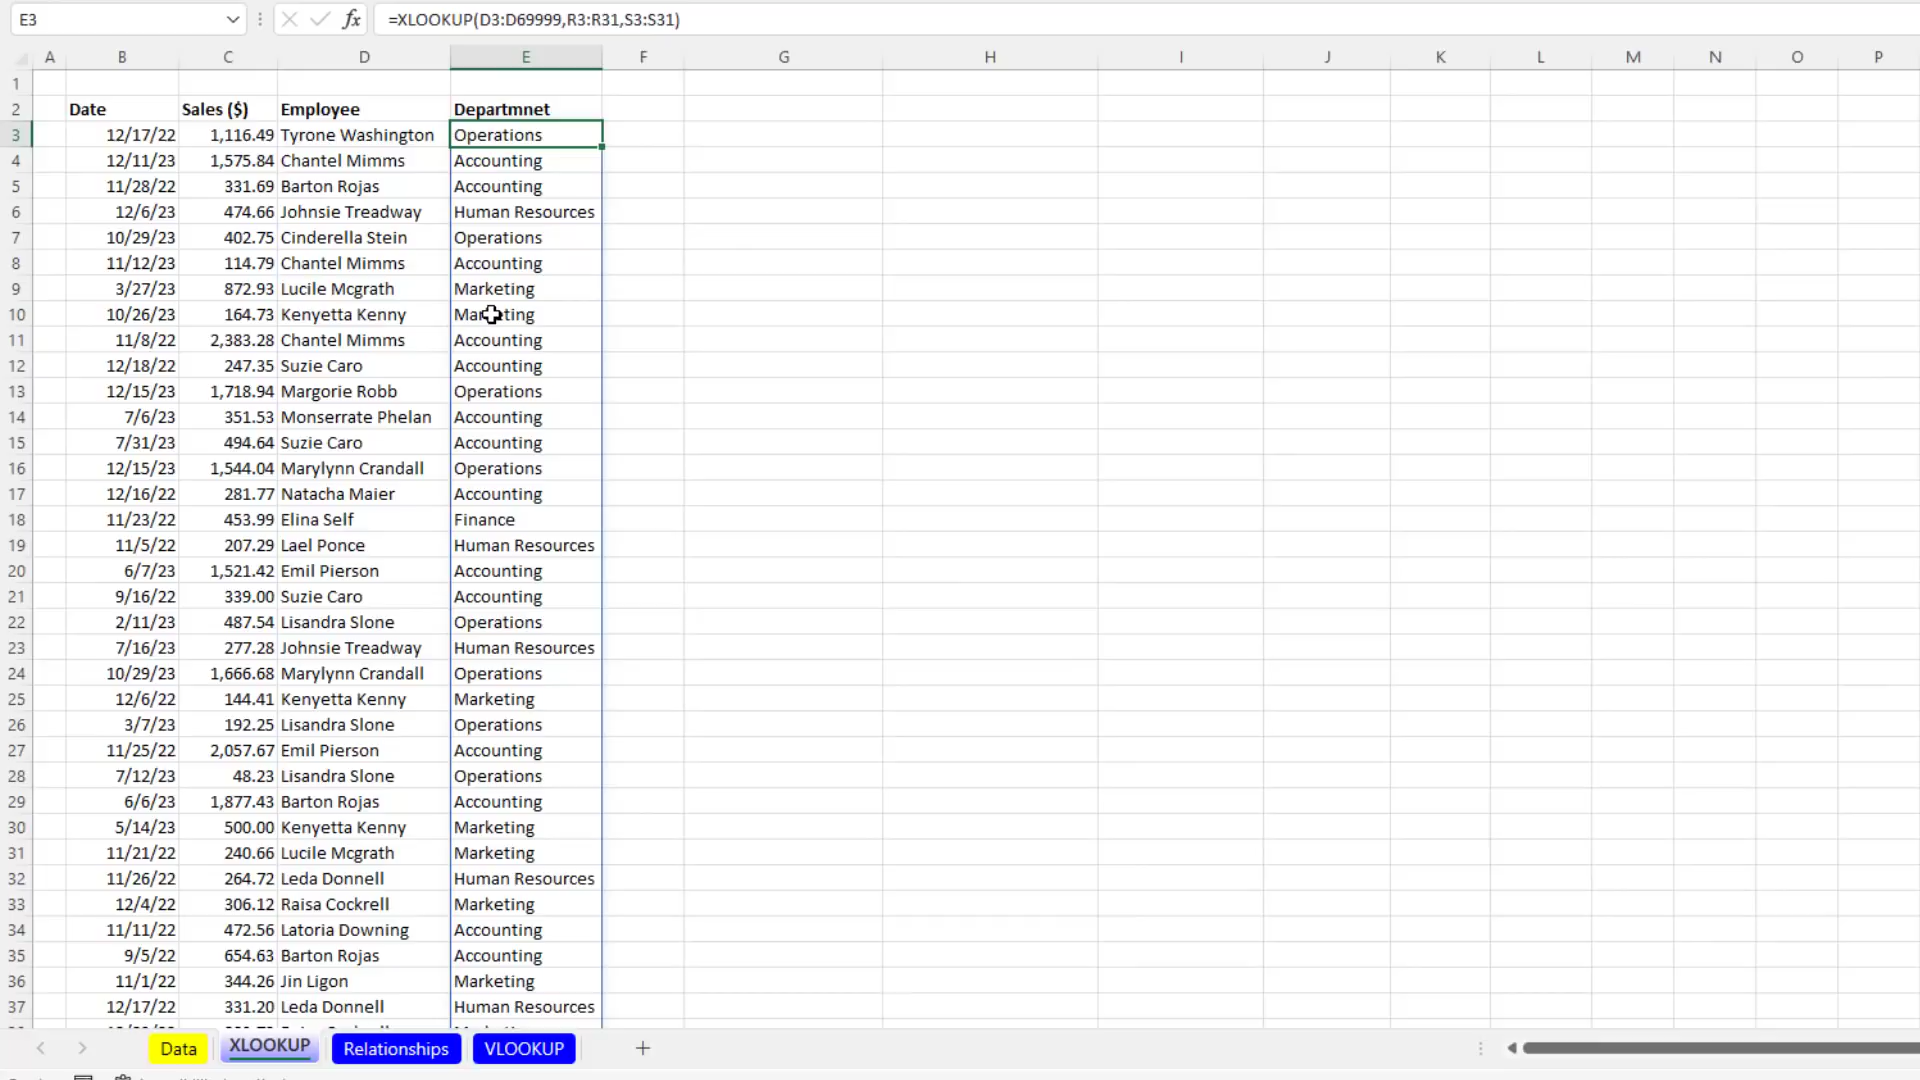 E3 fx =XLOOKUP(D3:D69999,R3:R31,S3:S31)
A B C D E F G H I J K L M N O P
1
2 Date Sales ($) Employee Departmnet
3 12/17/22 1,116.49 Tyrone Washington Operations
4 12/11/23 1,575.84 Chantel Mimms Accounting
5 11/28/22 331.69 Barton Rojas Accounting
6 12/6/23 474.66 Johnsie Treadway Human Resources
7 10/29/23 402.75 Cinderella Stein Operations
8 11/12/23 114.79 Chantel Mimms Accounting
9 3/27/23 872.93 Lucile Mcgrath Marketing
10 10/26/23 164.73 Kenyetta Kenny Marketing
11 11/8/22 2,383.28 Chantel Mimms Accounting
12 12/18/22 247.35 Suzie Caro Accounting
13 12/15/23 1,718.94 Margorie Robb Operations
14 7/6/23 351.53 Monserrate Phelan Accounting
15 7/31/23 494.64 Suzie Caro Accounting
16 12/15/23 1,544.04 Marylynn Crandall Operations
17 12/16/22 281.77 Natacha Maier Accounting
18 11/23/22 453.99 Elina Self Finance
19 11/5/22 207.29 Lael Ponce Human Resources
20 6/7/23 1,521.42 Emil Pierson Accounting
21 9/16/22 339.00 Suzie Caro Accounting
22 2/11/23 487.54 Lisandra Slone Operations
23 7/16/23 277.28 Johnsie Treadway Human Resources
24 10/29/23 1,666.68 Marylynn Crandall Operations
25 12/6/22 144.41 Kenyetta Kenny Marketing
26 3/7/23 192.25 Lisandra Slone Operations
27 11/25/22 2,057.67 Emil Pierson Accounting
28 7/12/23 48.23 Lisandra Slone Operations
29 6/6/23 1,877.43 Barton Rojas Accounting
30 5/14/23 500.00 Kenyetta Kenny Marketing
31 11/21/22 240.66 Lucile Mcgrath Marketing
32 11/26/22 264.72 Leda Donnell Human Resources
33 12/4/22 306.12 Raisa Cockrell Marketing
34 11/11/22 472.56 Latoria Downing Accounting
35 9/5/22 654.63 Barton Rojas Accounting
36 11/1/22 344.26 Jin Ligon Marketing
37 12/17/22 331.20 Leda Donnell Human Resources
Data XLOOKUP Relationships VLOOKUP